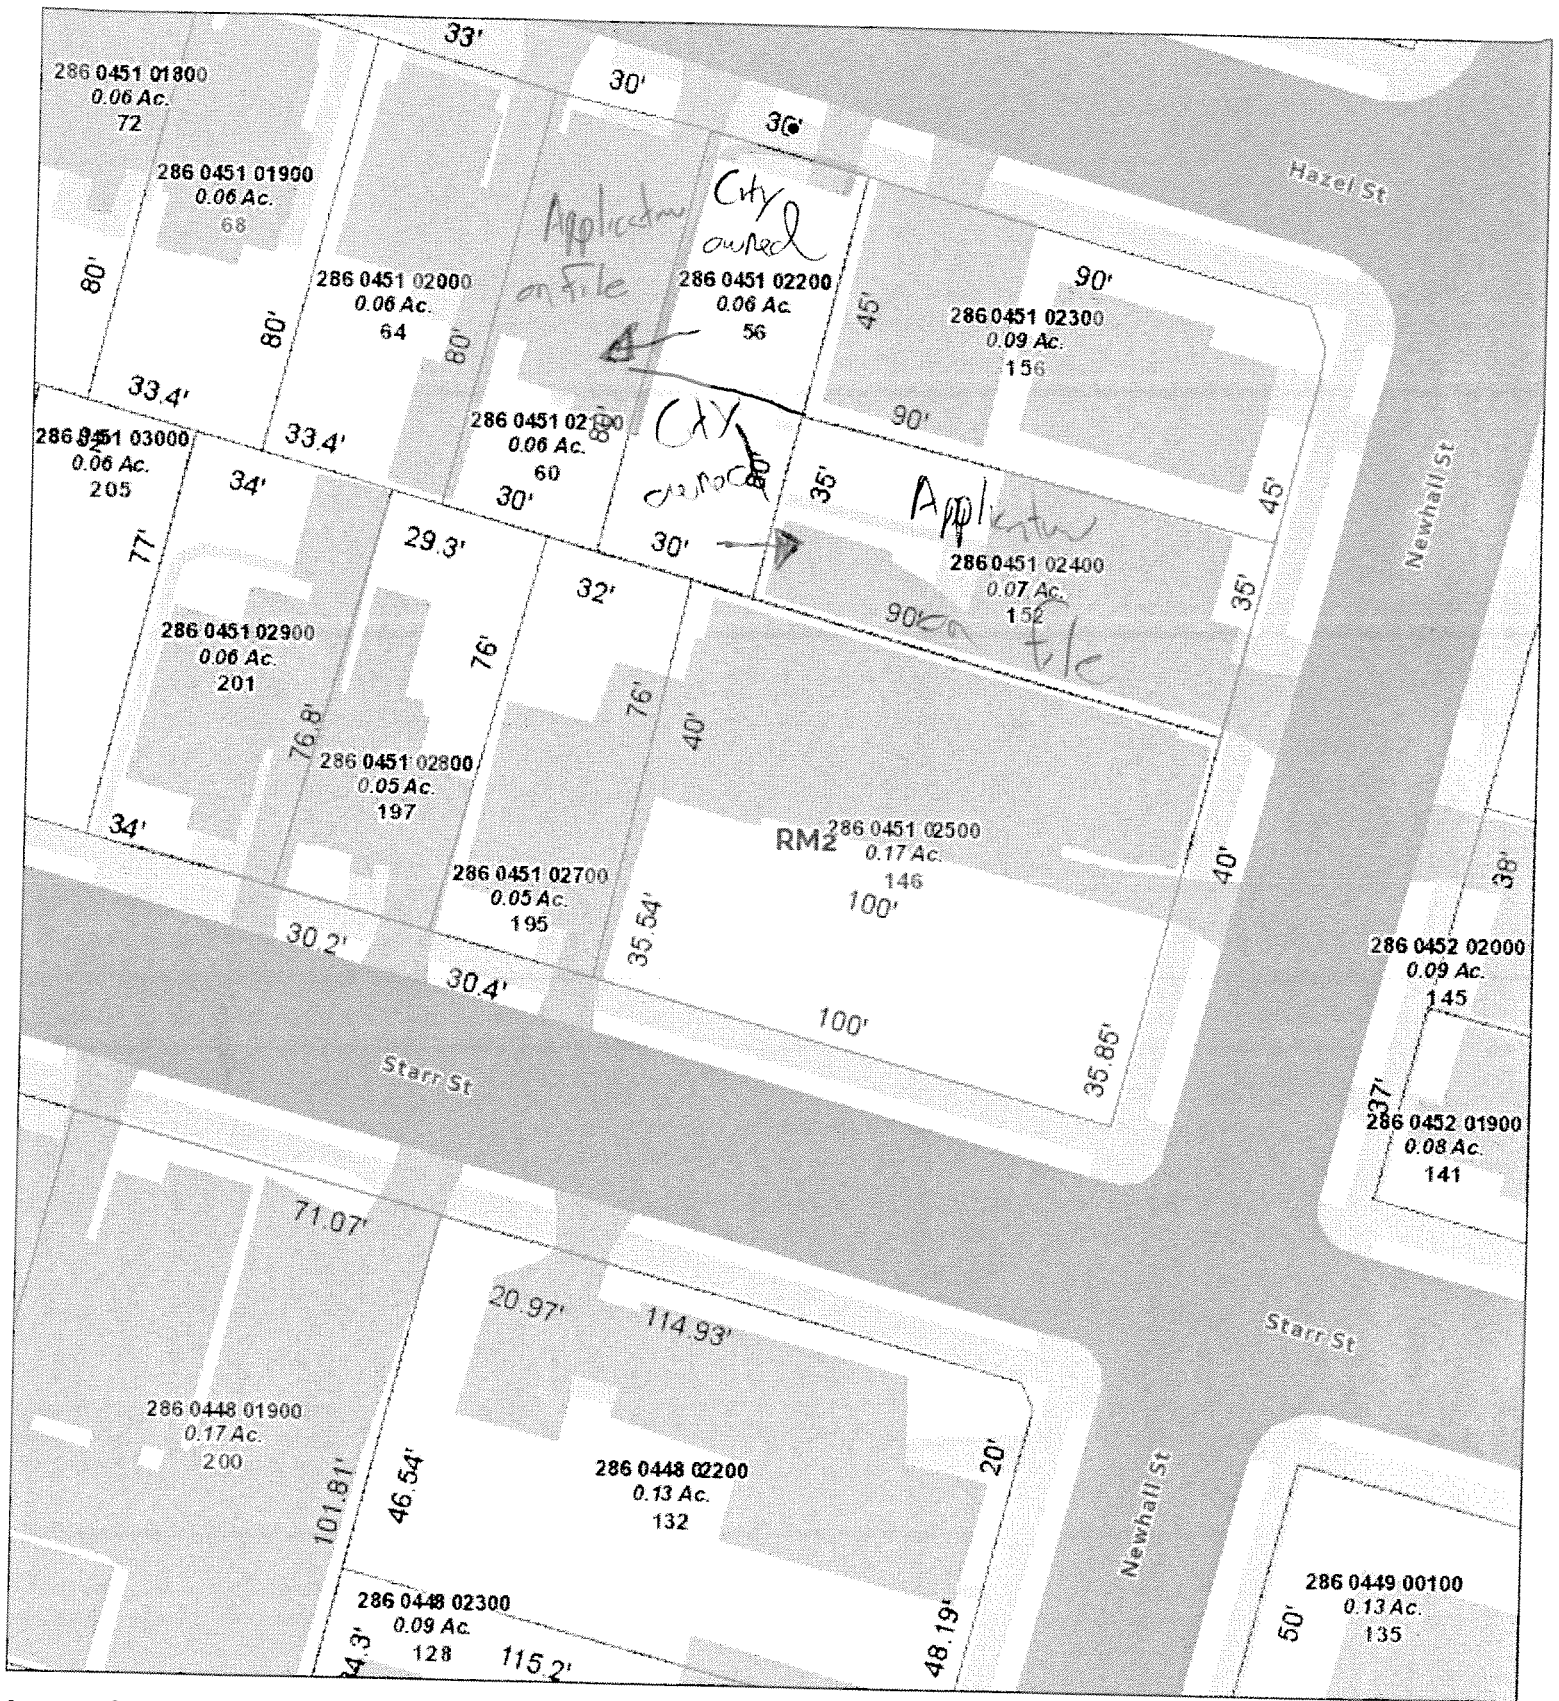 33'
30'
286 0451 01800
0.06 Ac.
72
Hazel St
286 0451 01900
0.06 Ac.
68
Application
on File
City
owned
286 0451 02000
0.06 Ac.
64
286 0451 02200
0.06 Ac.
56
90'
286 0451 02300
0.09 Ac.
156
80'
80'
80'
45'
33.4'
33.4'
90'
0.06 Ac.
60
City
owned
80'
286 0451 03000
0.06 Ac.
205
34'
30'
35'
Application
on file
45'
Newhall St
77'
29.3'
30'
286 0451 02400
0.07 Ac.
152
35'
32'
90'
286 0451 02900
0.06 Ac.
201
76'
76'
40'
76.8'
286 0451 02800
0.05 Ac.
197
34'
RM2
286 0451 02500
0.17 Ac.
146
100'
40'
38'
286 0451 02700
0.05 Ac.
195
35.54'
30.2'
30.4'
286 0452 02000
0.09 Ac.
145
100'
35.85'
Starr St
37'
286 0452 01900
0.08 Ac.
141
71.07'
20.97'
114.93'
Starr St
286 0448 01900
0.17 Ac.
200
101.81'
46.54'
286 0448 02200
0.13 Ac.
132
20'
Newhall St
286 0448 02300
0.09 Ac.
128
115.2'
48.19'
50'
286 0449 00100
0.13 Ac.
135